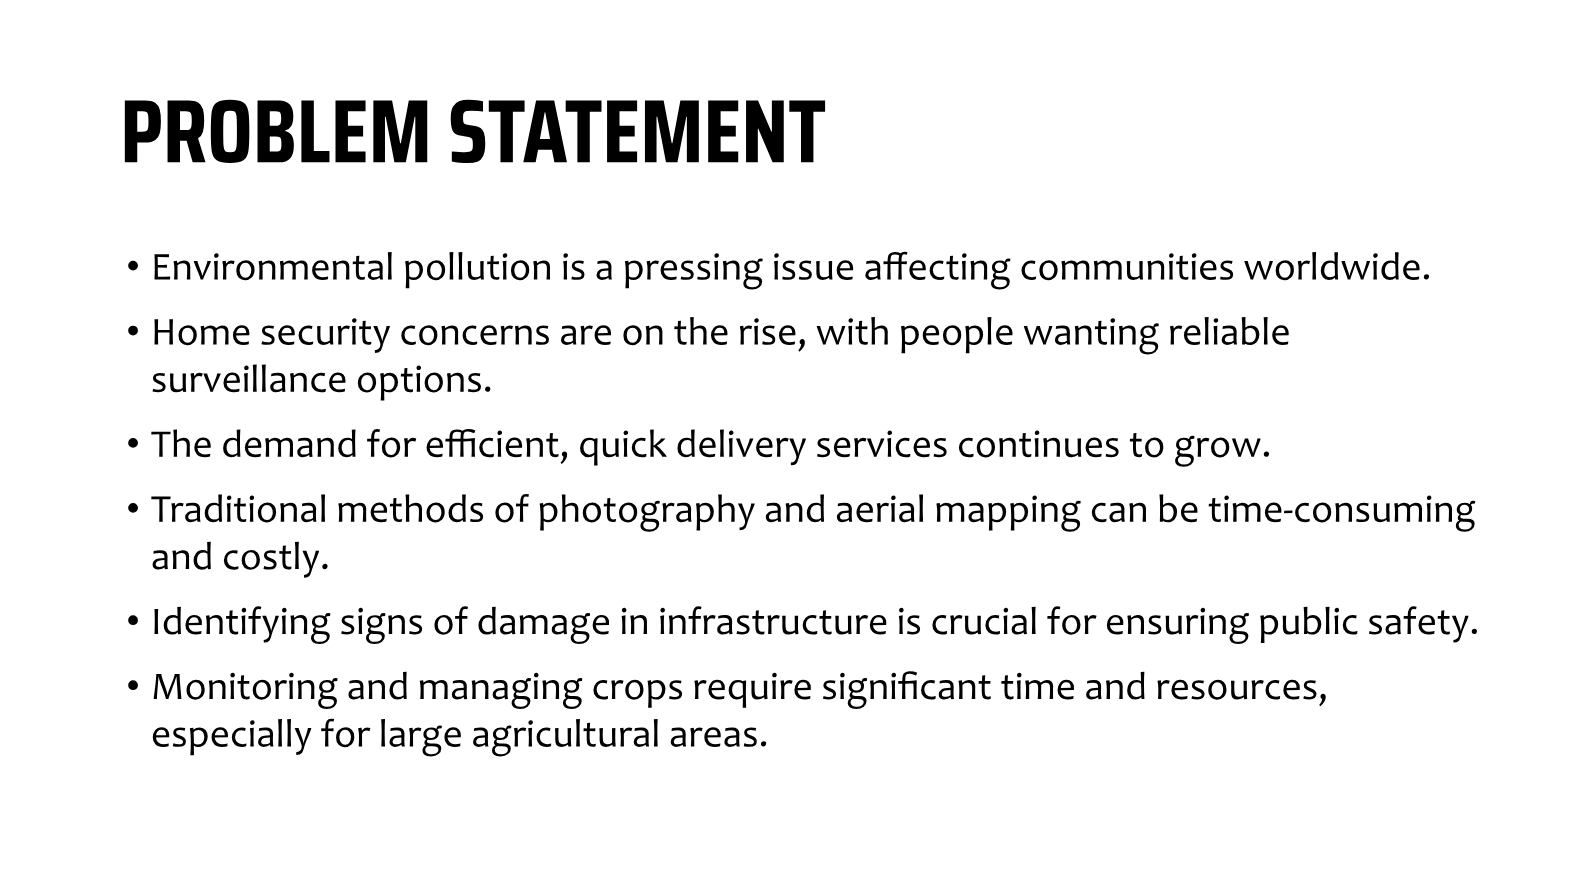 PROBLEM STATEMENT
• Environmental pollution is a pressing issue affecting communities worldwide.
• Home security concerns are on the rise, with people wanting reliable
surveillance options.
• The demand for efficient, quick delivery services continues to grow.
• Traditional methods of photography and aerial mapping can be time-consuming
and costly.
• Identifying signs of damage in infrastructure is crucial for ensuring public safety.
• Monitoring and managing crops require significant time and resources,
especially for large agricultural areas.